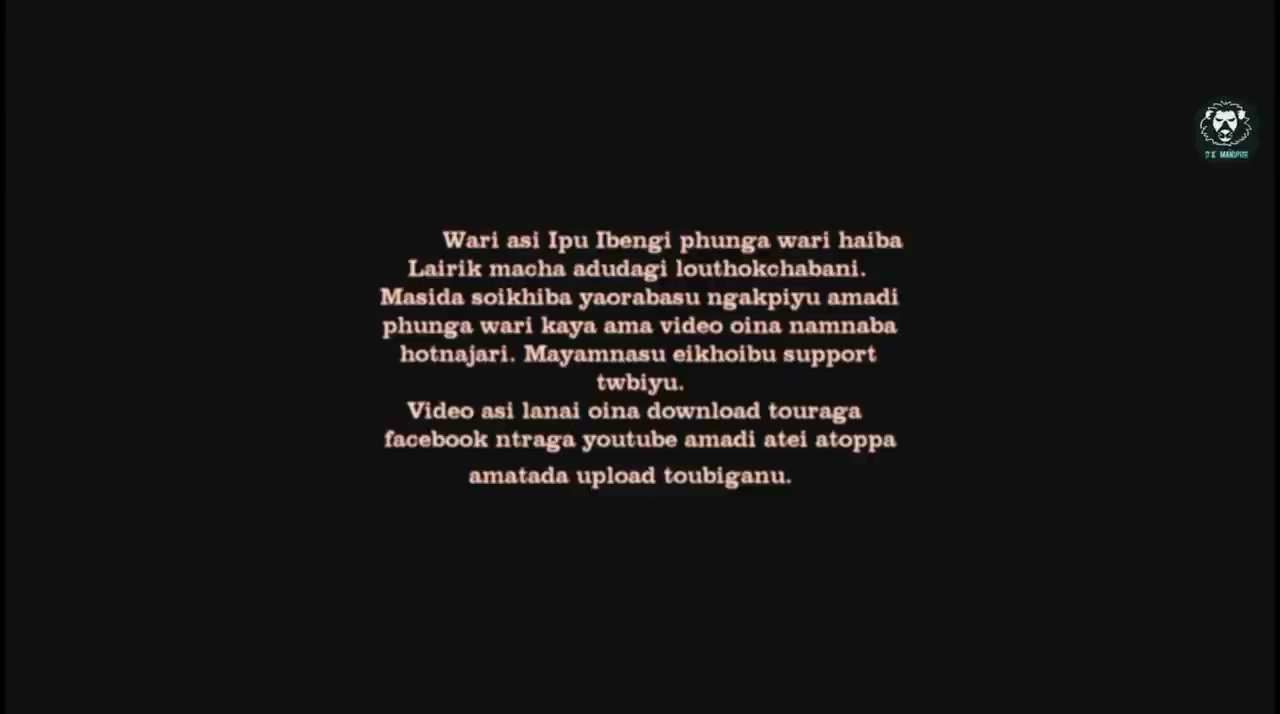 Wari asi Ipu Ibengi phunga wari haiba
Lairik macha adudagi louthokchabani.
Masida soikhiba yaorabasu ngakpiyu amadi
phunga wari kaya ama video oina namnaba
hotnajari. Mayamnasu eikhoibu support
twbiyu.
Video asi lanai oina download touraga
facebook ntraga youtube amadi atei atoppa
amatada upload toubiganu.
MANIPUR